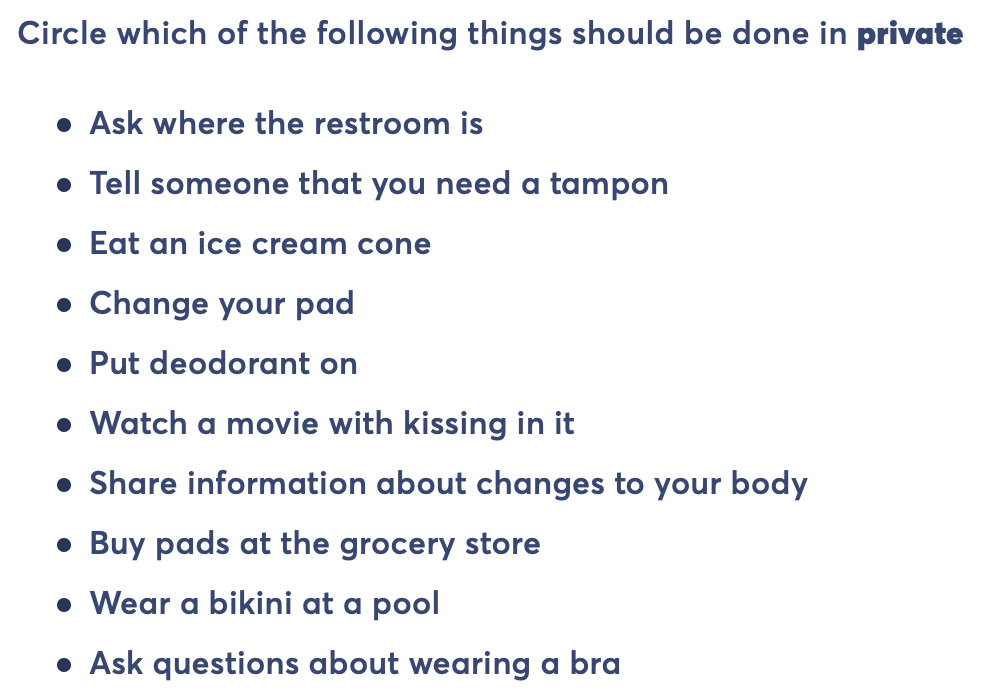 Circle which of the following things should be done in private
• Ask where the restroom is
• Tell someone that you need a tampon
• Eat an ice cream cone
• Change your pad
• Put deodorant on
• Watch a movie with kissing in it
• Share information about changes to your body
• Buy pads at the grocery store
• Wear a bikini at a pool
• Ask questions about wearing a bra